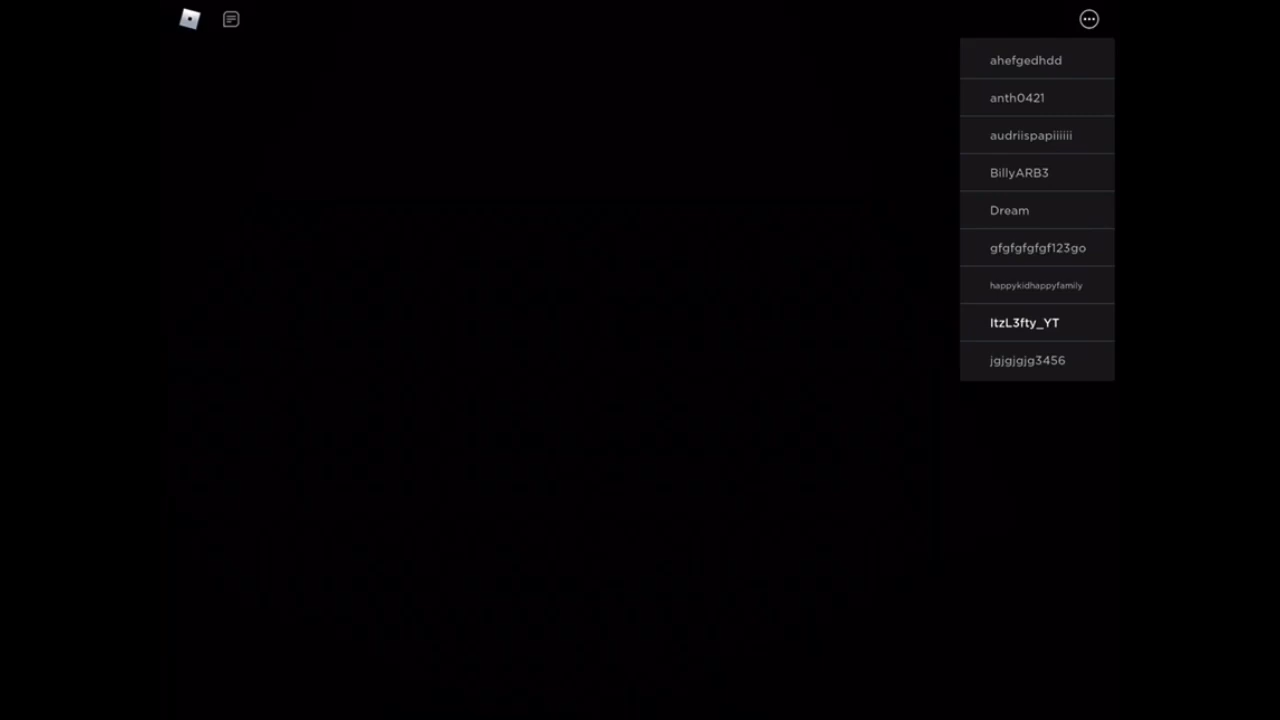 ahefgedhdd
anth0421
audriispapiiiiii
BillyARB3
Dream
gfgfgfgfgf123go
happykidhappyfamily
ItzL3fty_YT
jgjgjgjg3456